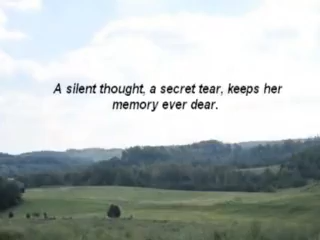 A silent thought, a secret tear, keeps her
memory ever dear.